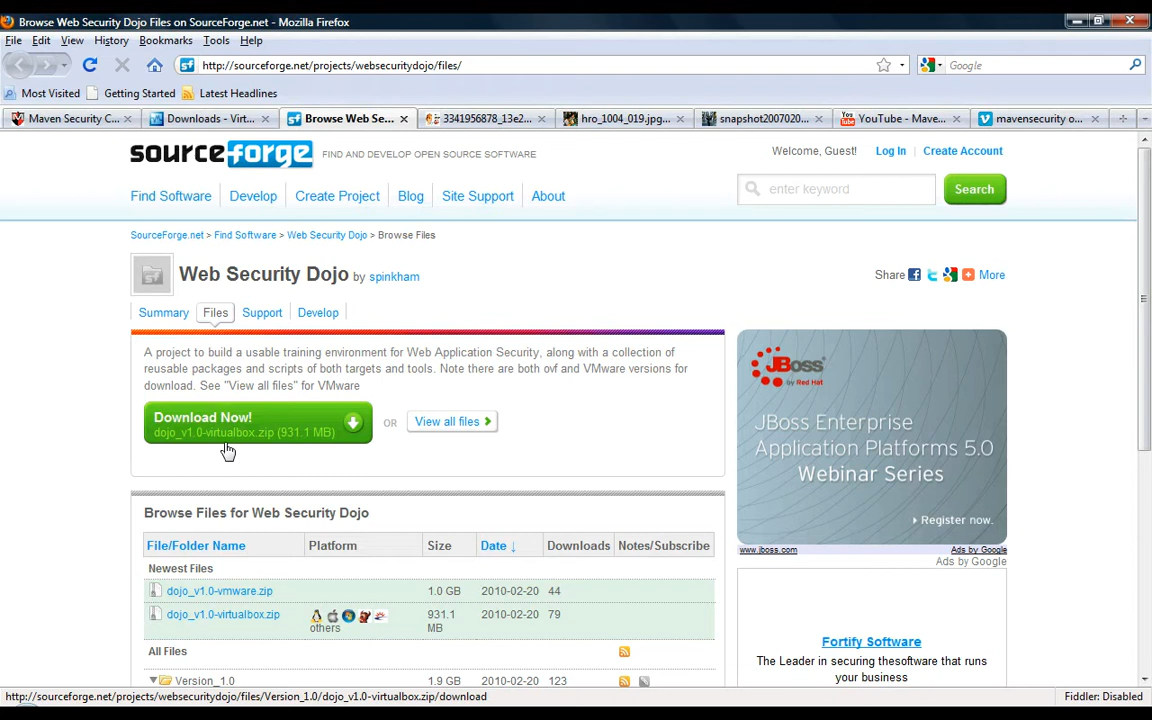 Browse Web Security Dojo Files on SourceForge.net - Mozilla Firefox
File Edit View History Bookmarks Tools Help
http://sourceforge.net/projects/websecuritydojo/files/
Google
Most Visited Getting Started Latest Headlines
Maven Security C...
Downloads - Virt...
Browse Web Se...
3341956878_13e2...
hro_1004_019.jpg...
snapshot2007020...
YouTube - Mave...
mavensecurity o...
sourceforge FIND AND DEVELOP OPEN SOURCE SOFTWARE
Welcome, Guest! Log In Create Account
Find Software Develop Create Project Blog Site Support About
enter keyword Search
SourceForge.net > Find Software > Web Security Dojo > Browse Files
Web Security Dojo by spinkham
Share More
Summary Files Support Develop
A project to build a usable training environment for Web Application Security, along with a collection of
reusable packages and scripts of both targets and tools. Note there are both ovf and VMware versions for
download. See "View all files" for VMware
Download Now!
dojo_v1.0-virtualbox.zip (931.1 MB)
OR
View all files
JBoss
by Red Hat
JBoss Enterprise
Application Platforms 5.0
Webinar Series
Register now.
www.jboss.com Ads by Google
Ads by Google
Browse Files for Web Security Dojo
File/Folder Name Platform Size Date ↓ Downloads Notes/Subscribe
Newest Files
dojo_v1.0-vmware.zip 1.0 GB 2010-02-20 44
dojo_v1.0-virtualbox.zip others 931.1 MB 2010-02-20 79
All Files
Version_1.0 1.9 GB 2010-02-20 123
Fortify Software
The Leader in securing thesoftware that runs
your business
http://sourceforge.net/projects/websecuritydojo/files/Version_1.0/dojo_v1.0-virtualbox.zip/download
Fiddler: Disabled